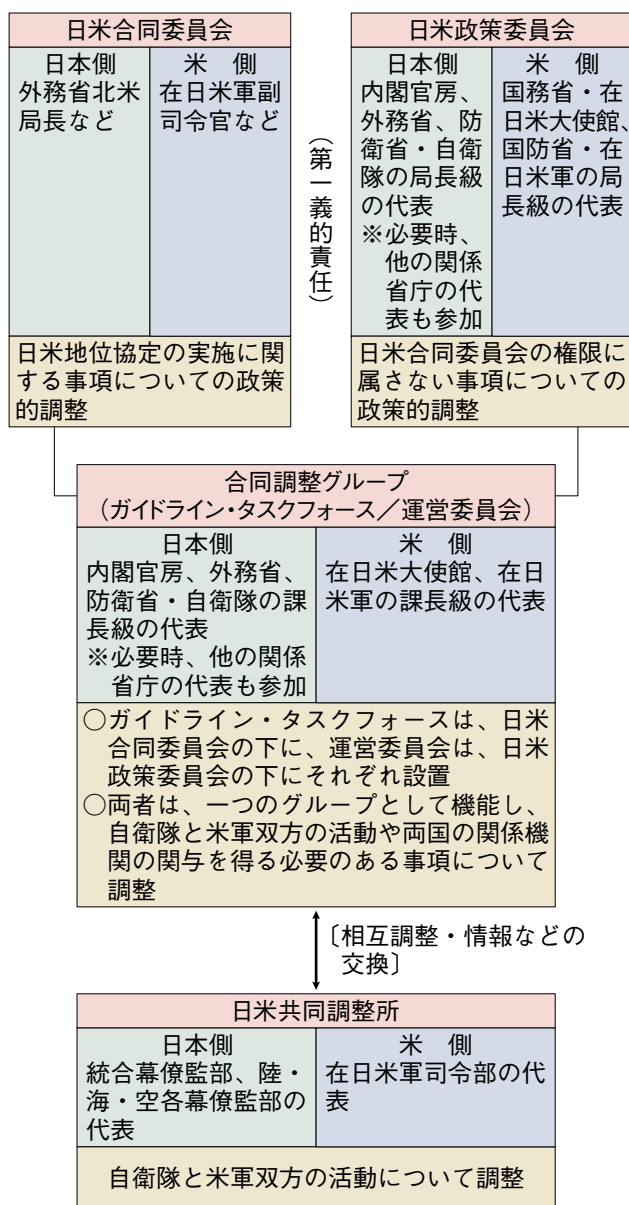 日米合同委員会
日本側
外務省北米
局長など
米 側
在日米軍副
司令官など
日米地位協定の実施に関
する事項についての政策
的調整
（第一義的責任）
日米政策委員会
日本側
内閣官房、
外務省、防
衛省・自衛
隊の局長級
の代表
※必要時、
他の関係
省庁の代
表も参加
米 側
国務省・在
日米大使館、
国防省・在
日米軍の局
長級の代表
日米合同委員会の権限に
属さない事項についての
政策的調整
合同調整グループ
（ガイドライン・タスクフォース／運営委員会）
日本側
内閣官房、外務省、
防衛省・自衛隊の課
長級の代表
※必要時、他の関係
省庁の代表も参加
米 側
在日米大使館、在日
米軍の課長級の代表
○ガイドライン・タスクフォースは、日米
合同委員会の下に、運営委員会は、日米
政策委員会の下にそれぞれ設置
○両者は、一つのグループとして機能し、
自衛隊と米軍双方の活動や両国の関係機
関の関与を得る必要のある事項について
調整
〔相互調整・情報などの
交換〕
日米共同調整所
日本側
統合幕僚監部、陸・
海・空各幕僚監部の
代表
米 側
在日米軍司令部の代
表
自衛隊と米軍双方の活動について調整